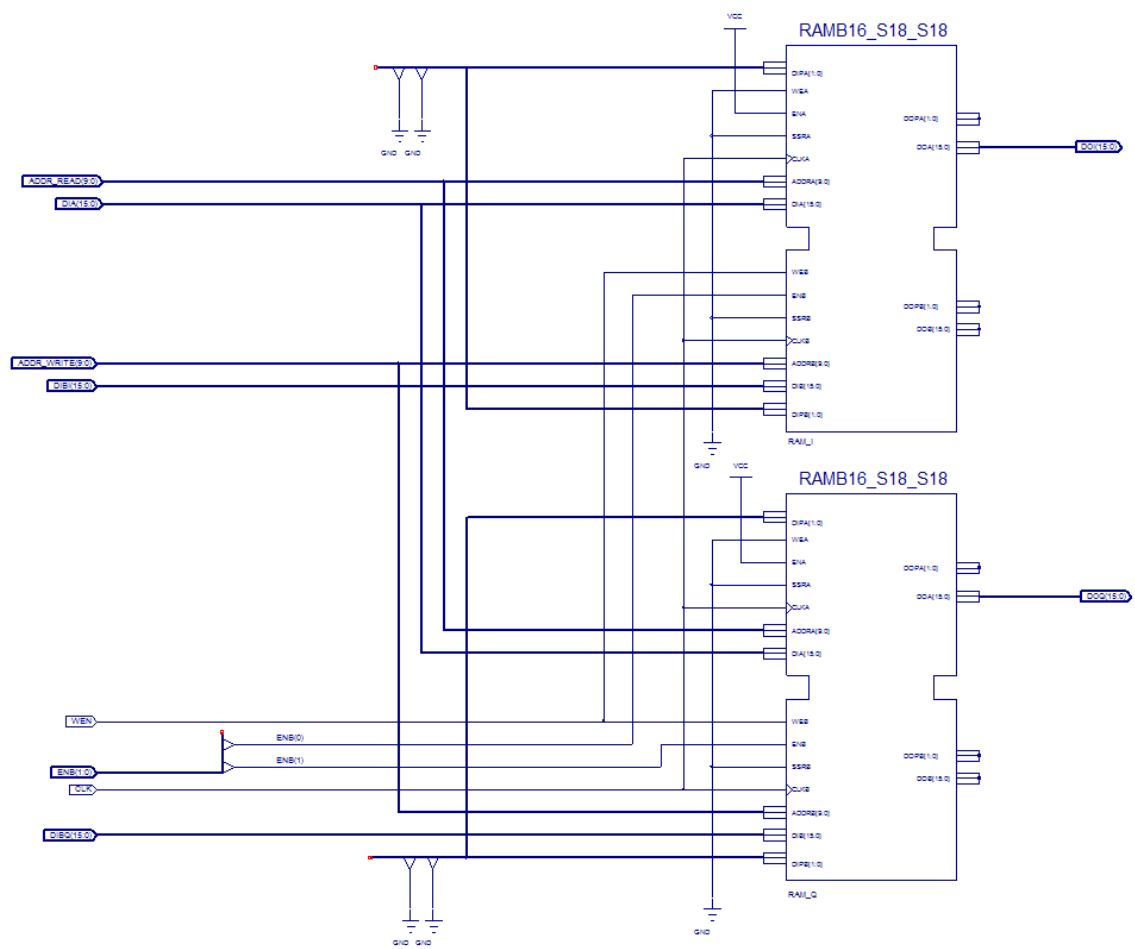 VCC
RAMB16_S18_S18
DIPA(1:0)
WEA
ENA
DOPA(1:0)
SSRA
DOA(15:0)
DOI(15:0)
GND GND
CLKA
ADDR_READ(9:0)
ADDRA(9:0)
DIA(15:0)
DIA(15:0)
WEB
ENB
DOPB(1:0)
SSRB
DOB(15:0)
CLKB
ADDR_WRITE(9:0)
ADDRB(9:0)
DIBI(15:0)
DIB(15:0)
DIPB(1:0)
RAM_I
GND
VCC
RAMB16_S18_S18
DIPA(1:0)
WEA
ENA
DOPA(1:0)
SSRA
DOA(15:0)
DOQ(15:0)
CLKA
ADDRA(9:0)
DIA(15:0)
WEN
WEB
ENB(0)
ENB
DOPB(1:0)
ENB(1)
SSRB
ENB(1:0)
DOB(15:0)
CLK
CLKB
ADDRB(9:0)
DIBQ(15:0)
DIB(15:0)
DIPB(1:0)
RAM_Q
GND
GND GND